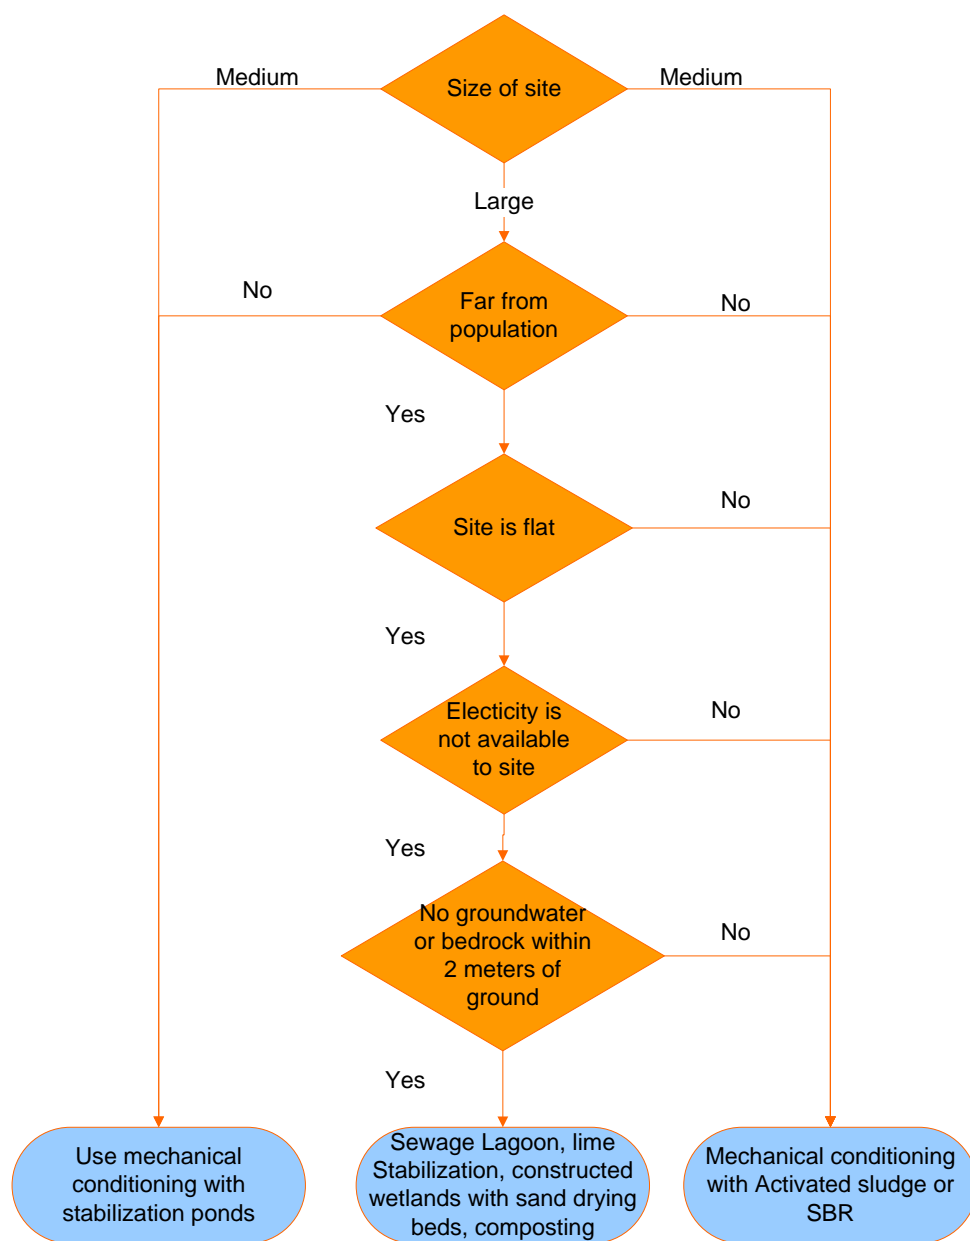 Medium
Size of site
Medium
Large
No
Far from
population
No
Yes
Site is flat
No
Yes
Electicity is
not available
to site
No
Yes
No groundwater
or bedrock within
2 meters of
ground
No
Yes
Use mechanical
conditioning with
stabilization ponds
Sewage Lagoon, lime
Stabilization, constructed
wetlands with sand drying
beds, composting
Mechanical conditioning
with Activated sludge or
SBR